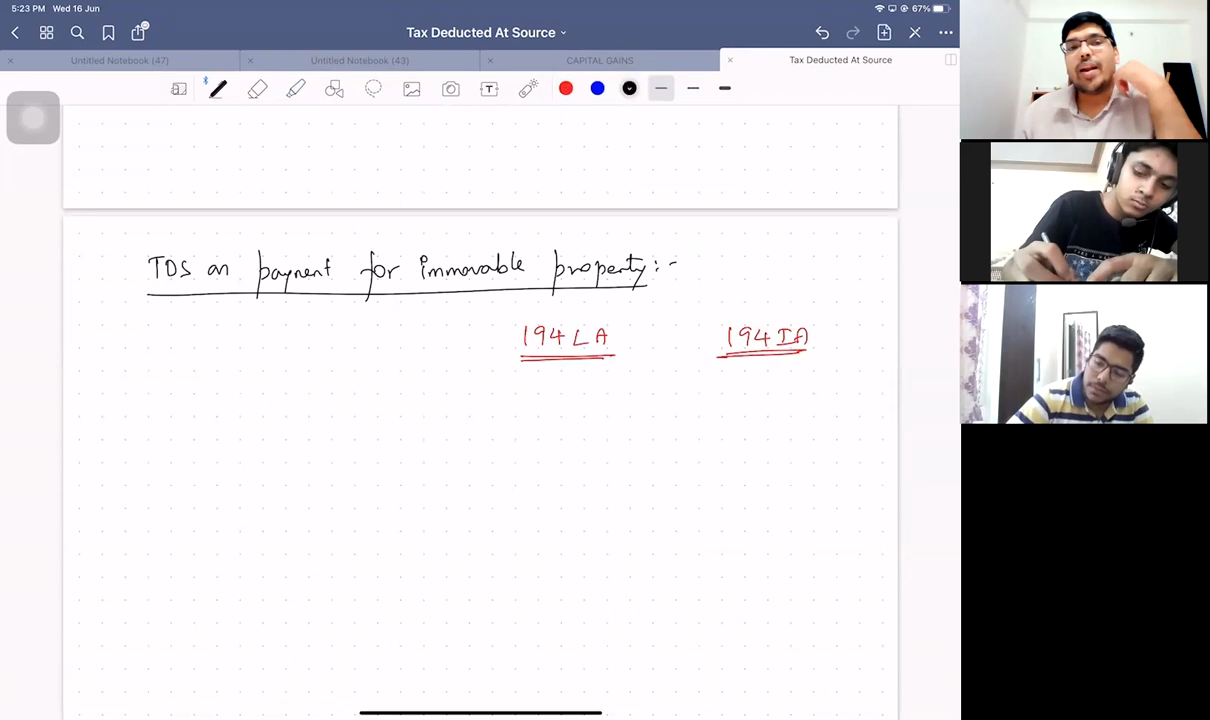 5:23 PM Wed 16 Jun
67%
Tax Deducted At Source
Untitled Notebook (47)
Untitled Notebook (43)
CAPITAL GAINS
Tax Deducted At Source
T
TDS on payment for immovable property:-
194LA 194IA